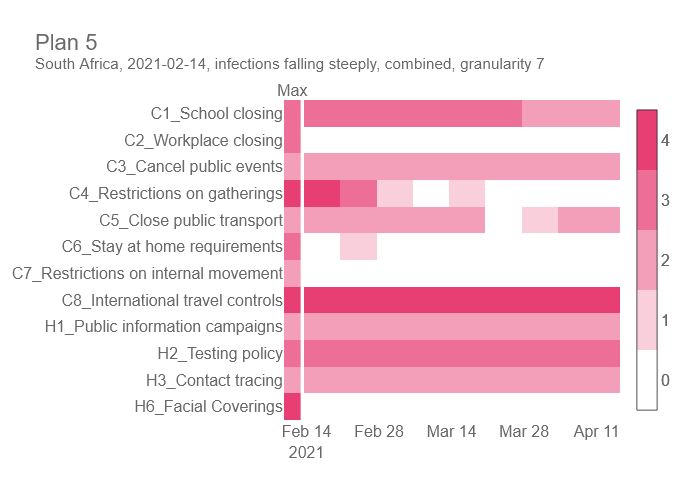 Plan 5
South Africa, 2021-02-14, infections falling steeply, combined, granularity 7
Max
C1_School closing
C2_Workplace closing
C3_Cancel public events
C4_Restrictions on gatherings
C5_Close public transport
C6_Stay at home requirements
C7_Restrictions on internal movement
C8_International travel controls
H1_Public information campaigns
H2_Testing policy
H3_Contact tracing
H6_Facial Coverings
4
3
2
1
0
Feb 14 Feb 28 Mar 14 Mar 28 Apr 11
2021